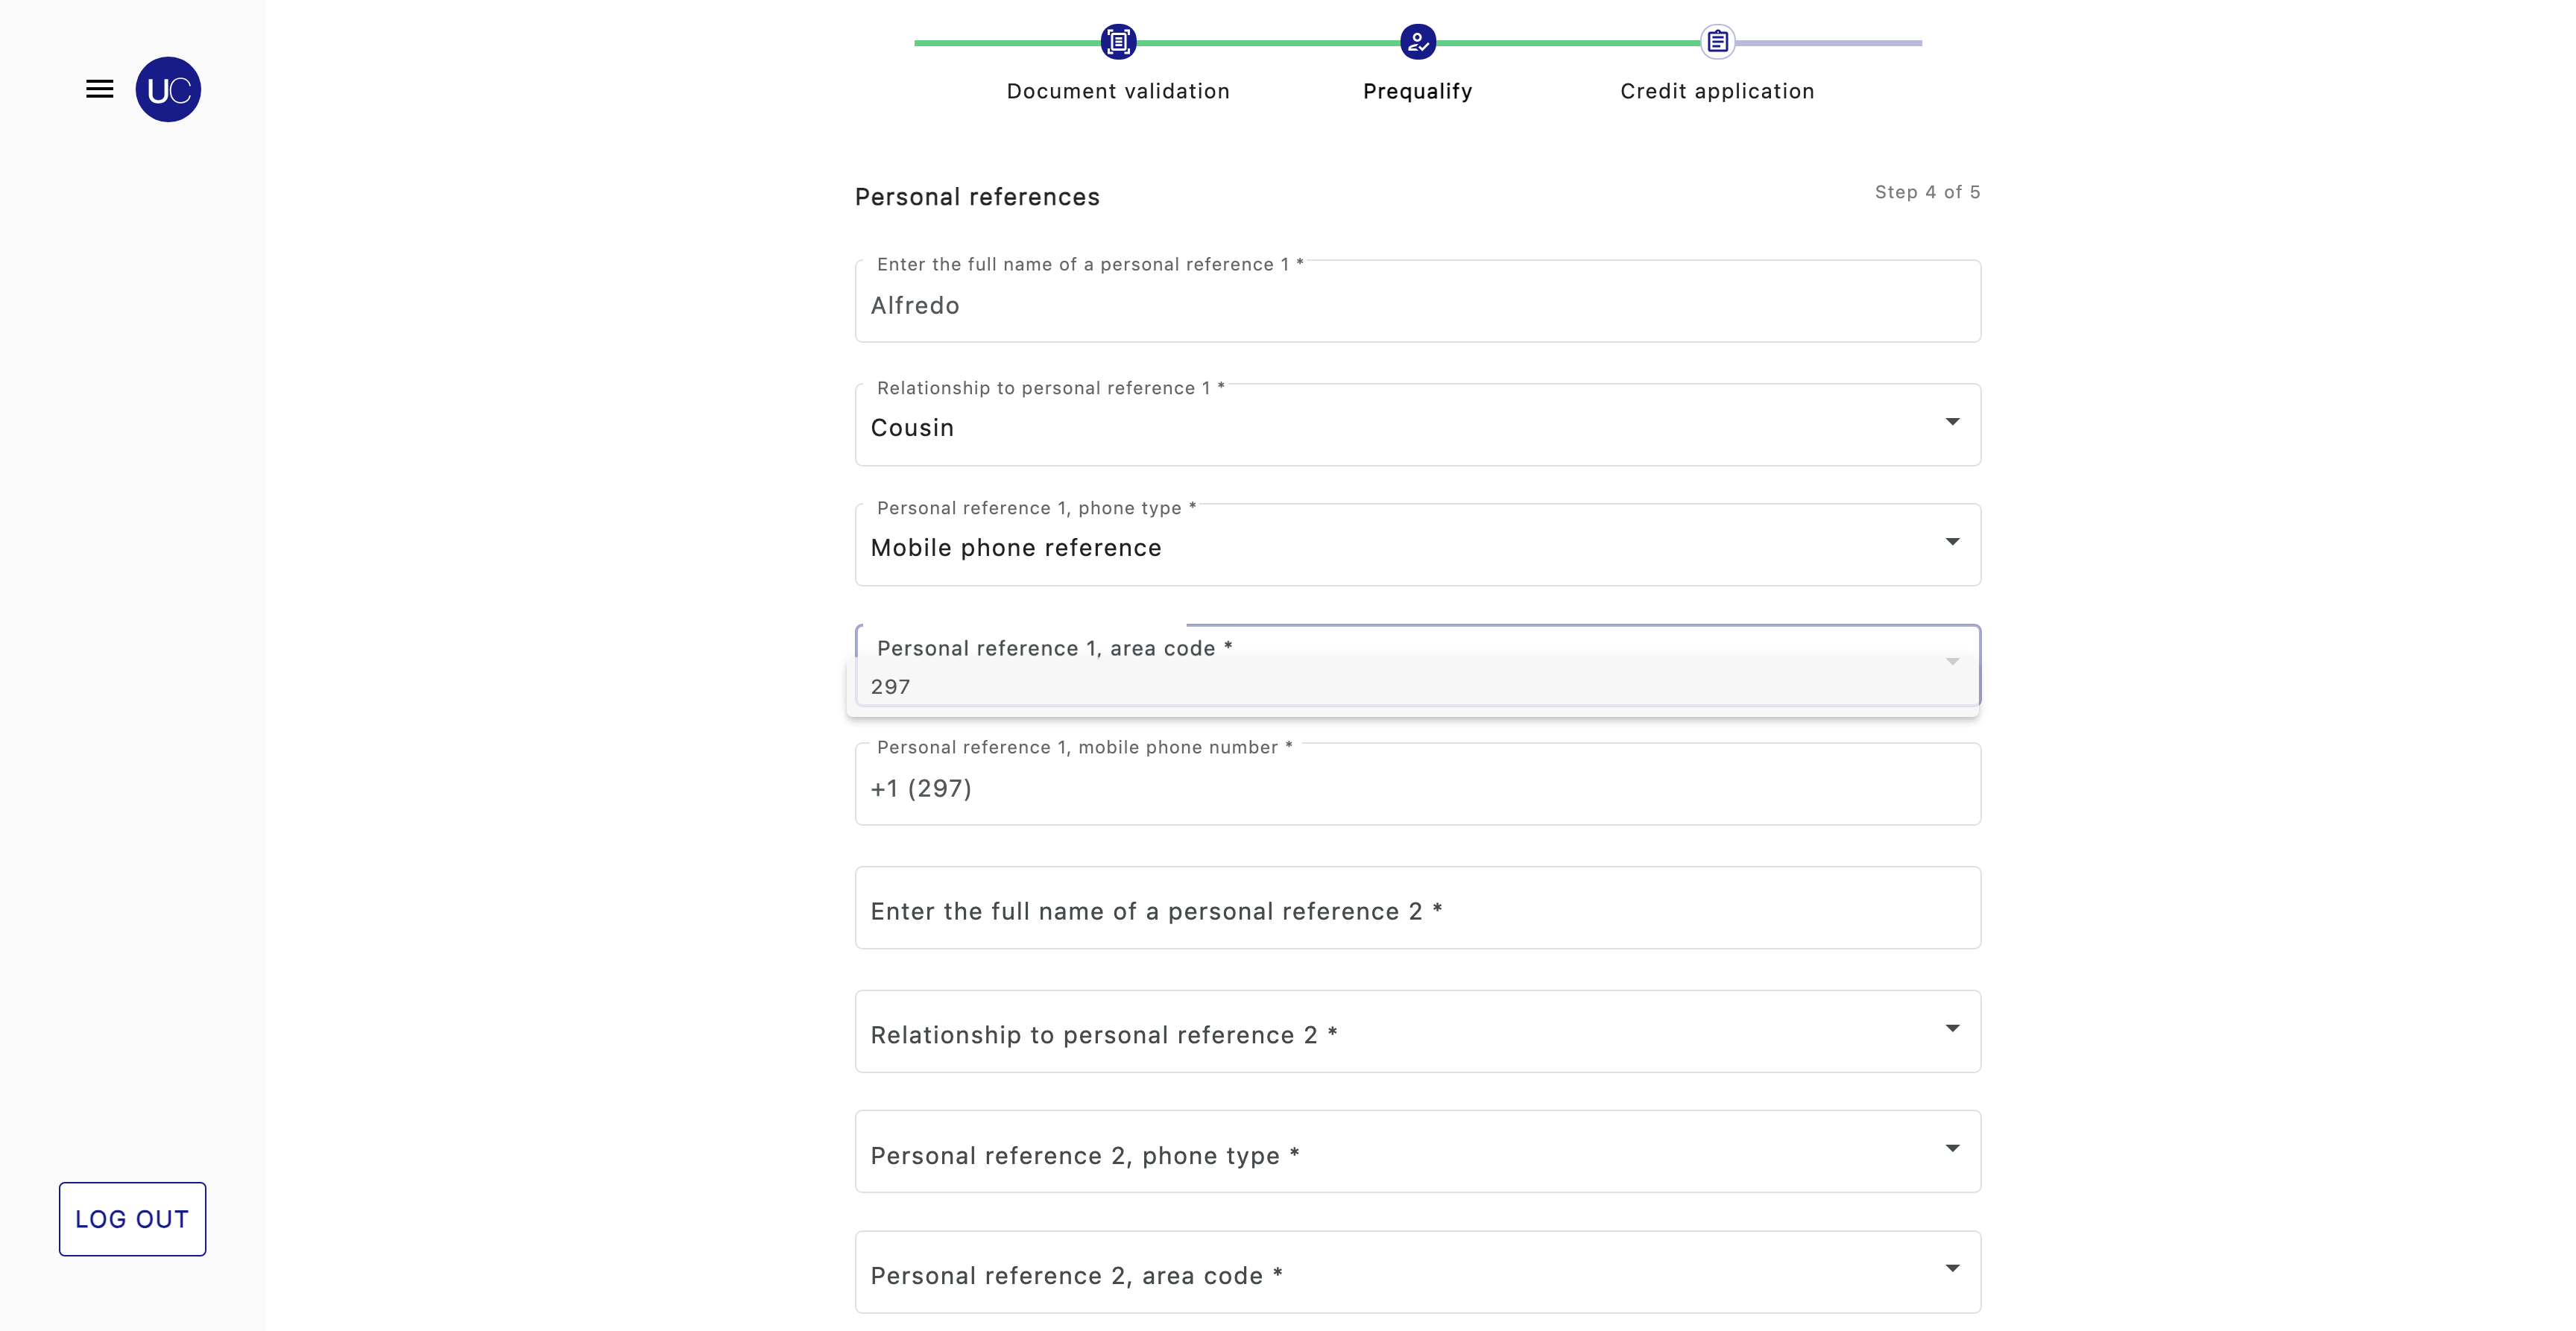 UC
Document validation
Prequalify
Credit application
Personal references
Step 4 of 5
Enter the full name of a personal reference 1 *
Alfredo
Relationship to personal reference 1 *
Cousin
Personal reference 1, phone type *
Mobile phone reference
Personal reference 1, area code *
297
Personal reference 1, mobile phone number *
+1 (297)
Enter the full name of a personal reference 2 *
Relationship to personal reference 2 *
Personal reference 2, phone type *
Personal reference 2, area code *
LOG OUT